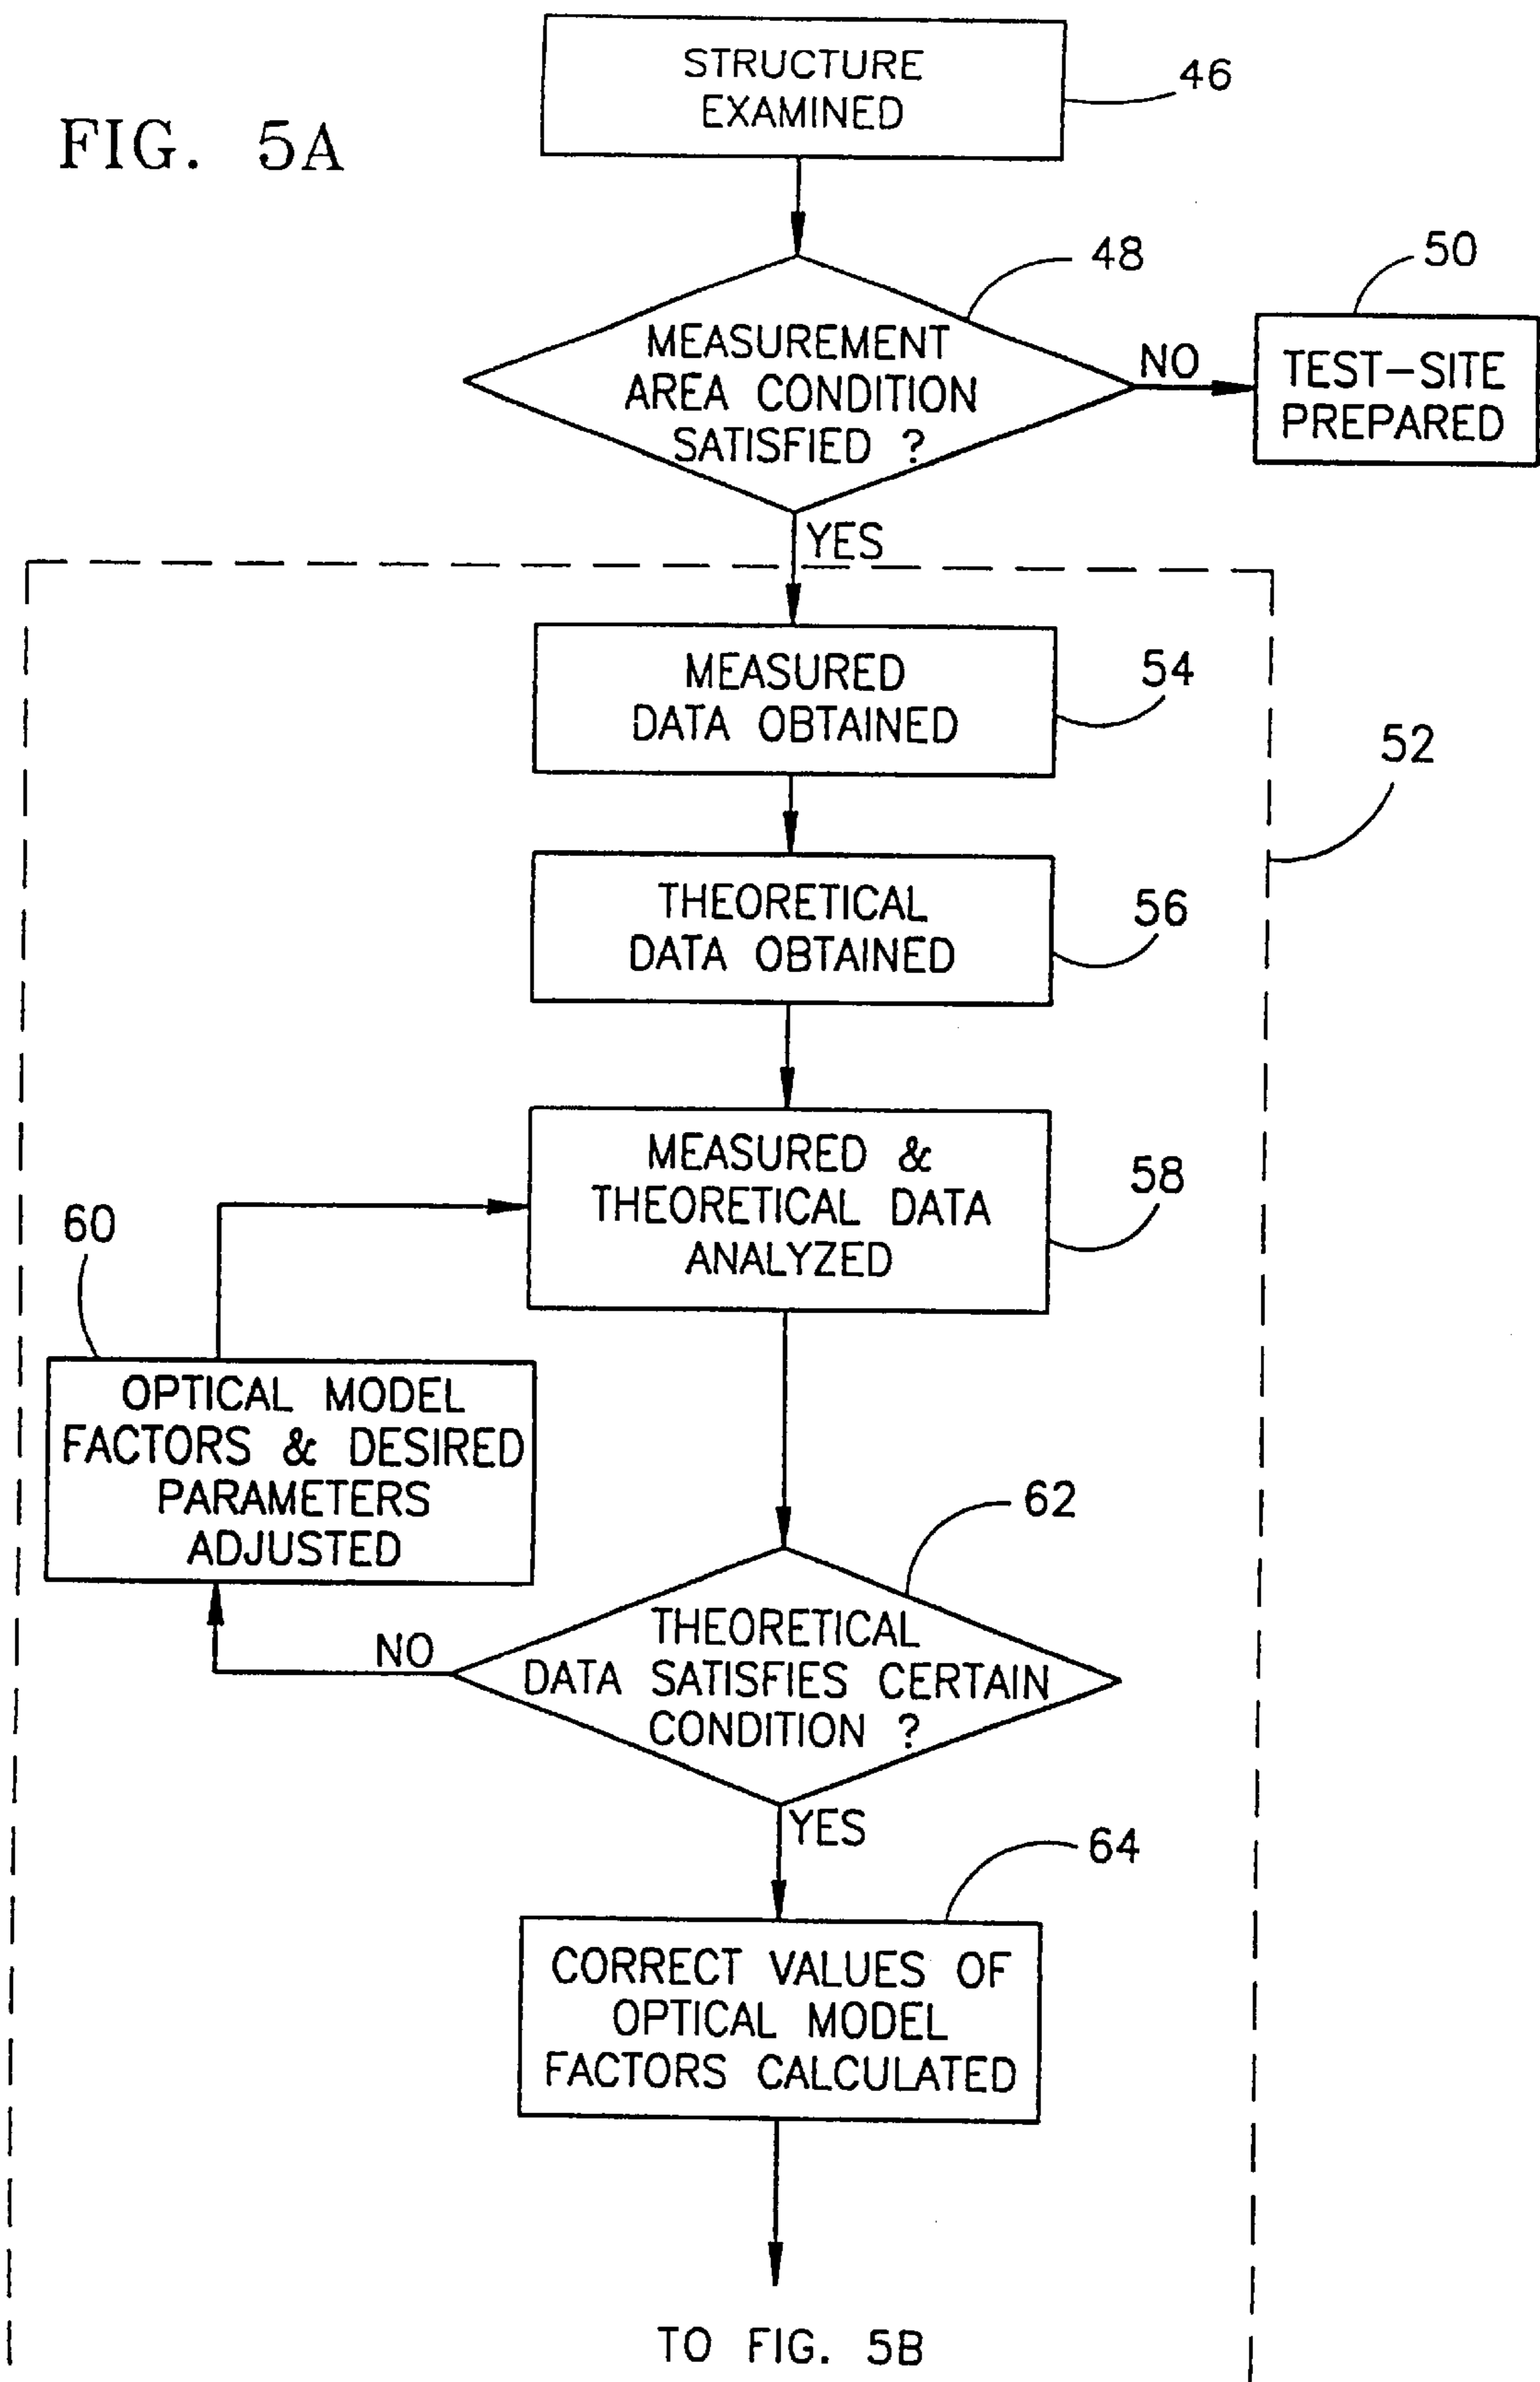 FIG. 5A
STRUCTURE
EXAMINED
46
48
MEASUREMENT
AREA CONDITION
SATISFIED ?
NO
50
TEST-SITE
PREPARED
YES
52
MEASURED
DATA OBTAINED
54
THEORETICAL
DATA OBTAINED
56
MEASURED &
THEORETICAL DATA
ANALYZED
58
60
OPTICAL MODEL
FACTORS & DESIRED
PARAMETERS
ADJUSTED
62
THEORETICAL
DATA SATISFIES CERTAIN
CONDITION ?
NO
YES
64
CORRECT VALUES OF
OPTICAL MODEL
FACTORS CALCULATED
TO FIG. 5B